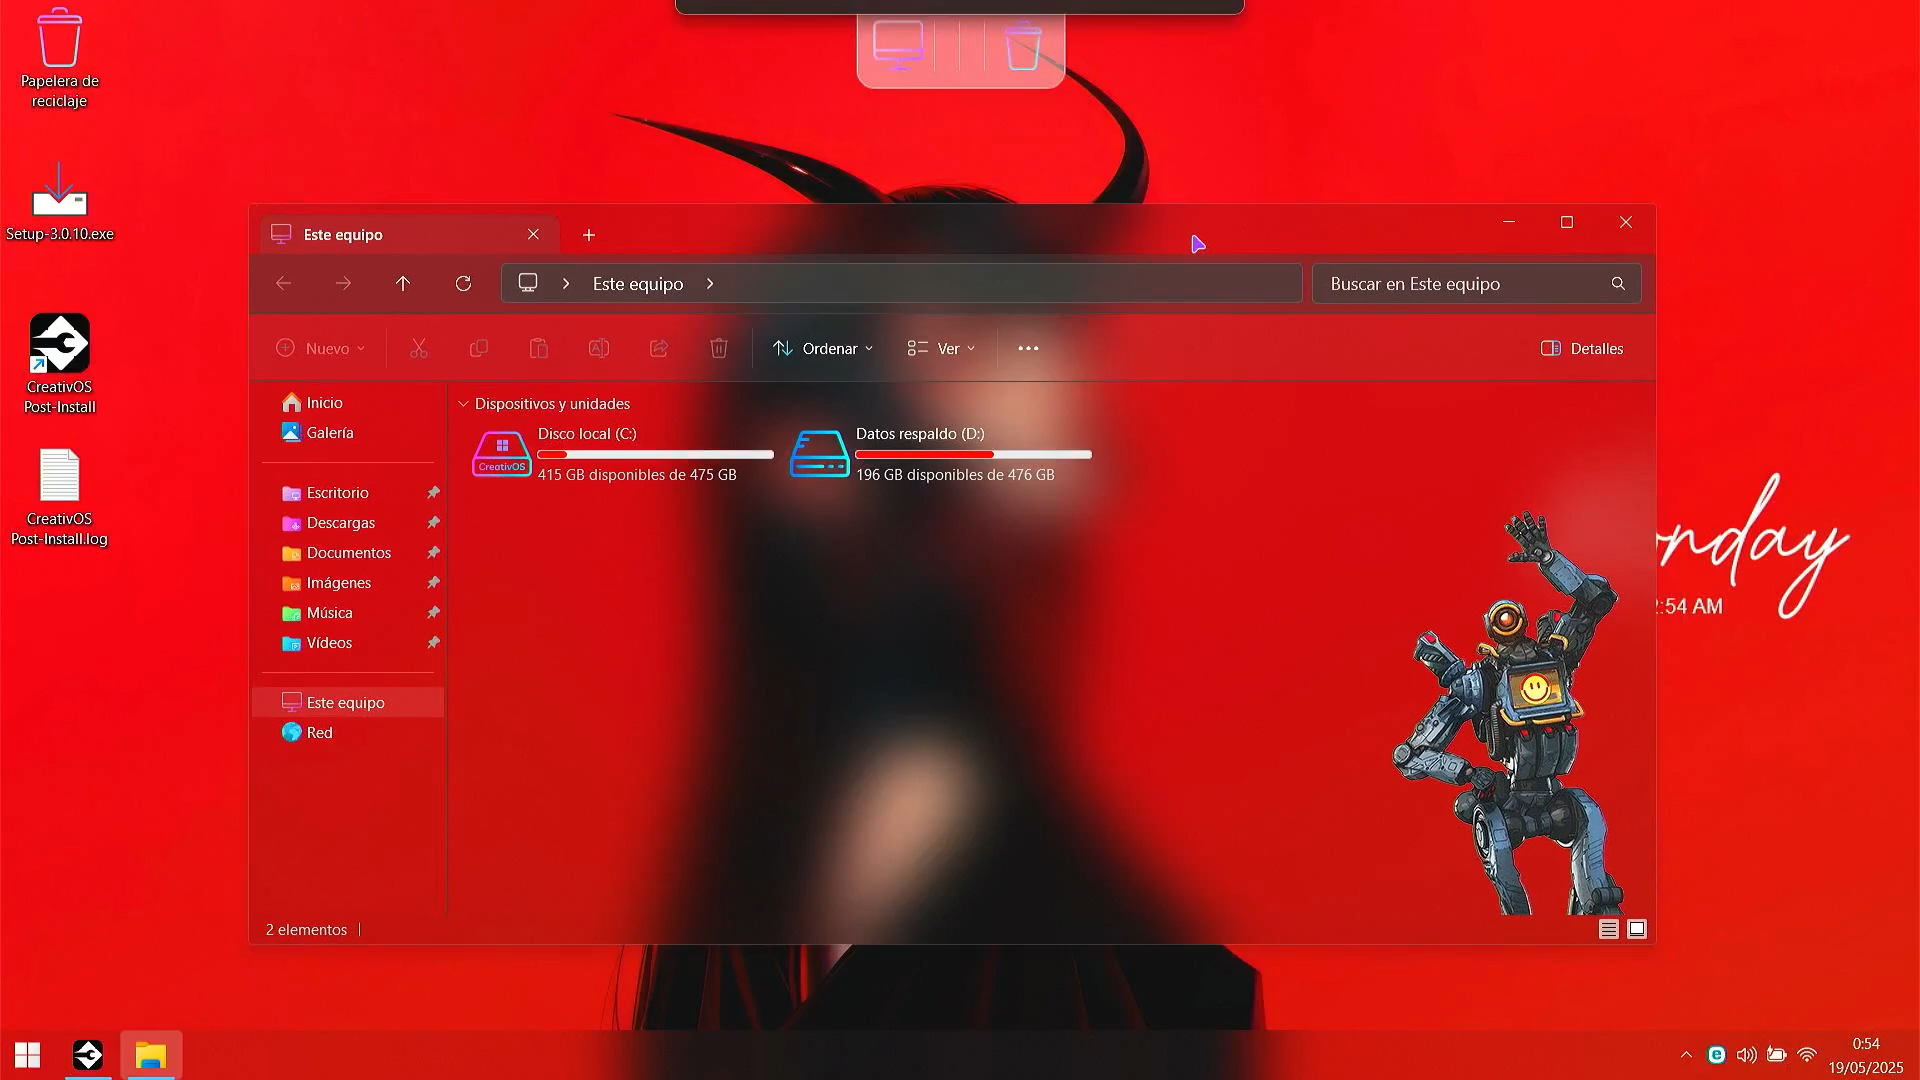 Papelera de
reciclaje
Setup-3.0.10.exe
CreativOS
Post-Install
CreativOS
Post-Install.log
Este equipo
Este equipo
Buscar en Este equipo
Nuevo
Ordenar
Ver
Detalles
Inicio
Galería
Escritorio
Descargas
Documentos
Imágenes
Música
Vídeos
Este equipo
Red
Dispositivos y unidades
Disco local (C:)
CreativOS
415 GB disponibles de 475 GB
Datos respaldo (D:)
196 GB disponibles de 476 GB
2 elementos
onday
2:54 AM
0:54
19/05/2025